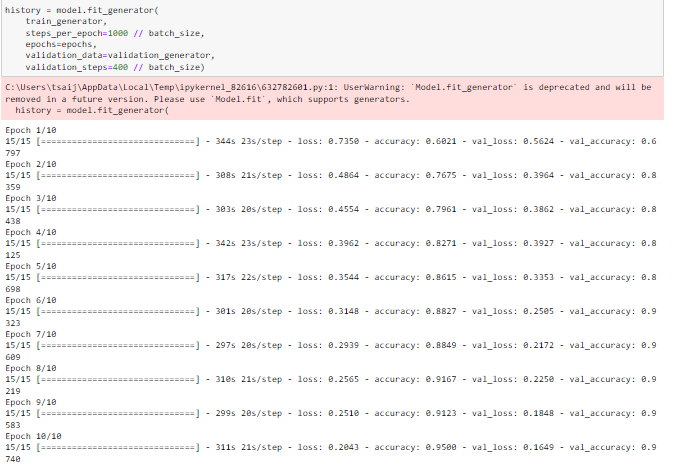 history = model.fit_generator(
    train_generator,
    steps_per_epoch=1000 // batch_size,
    epochs=epochs,
    validation_data=validation_generator,
    validation_steps=400 // batch_size)
C:\Users\tsaij\AppData\Local\Temp\ipykernel_82616\632782601.py:1: UserWarning: `Model.fit_generator` is deprecated and will be
removed in a future version. Please use `Model.fit`, which supports generators.
  history = model.fit_generator(
Epoch 1/10
15/15 [==============================] - 344s 23s/step - loss: 0.7350 - accuracy: 0.6021 - val_loss: 0.5624 - val_accuracy: 0.6
797
Epoch 2/10
15/15 [==============================] - 308s 21s/step - loss: 0.4864 - accuracy: 0.7675 - val_loss: 0.3964 - val_accuracy: 0.8
359
Epoch 3/10
15/15 [==============================] - 303s 20s/step - loss: 0.4554 - accuracy: 0.7961 - val_loss: 0.3862 - val_accuracy: 0.8
438
Epoch 4/10
15/15 [==============================] - 342s 23s/step - loss: 0.3962 - accuracy: 0.8271 - val_loss: 0.3927 - val_accuracy: 0.8
125
Epoch 5/10
15/15 [==============================] - 317s 22s/step - loss: 0.3544 - accuracy: 0.8615 - val_loss: 0.3353 - val_accuracy: 0.8
698
Epoch 6/10
15/15 [==============================] - 301s 20s/step - loss: 0.3148 - accuracy: 0.8827 - val_loss: 0.2505 - val_accuracy: 0.9
323
Epoch 7/10
15/15 [==============================] - 297s 20s/step - loss: 0.2939 - accuracy: 0.8849 - val_loss: 0.2172 - val_accuracy: 0.9
609
Epoch 8/10
15/15 [==============================] - 310s 21s/step - loss: 0.2565 - accuracy: 0.9167 - val_loss: 0.2250 - val_accuracy: 0.9
219
Epoch 9/10
15/15 [==============================] - 299s 20s/step - loss: 0.2510 - accuracy: 0.9123 - val_loss: 0.1848 - val_accuracy: 0.9
583
Epoch 10/10
15/15 [==============================] - 311s 21s/step - loss: 0.2043 - accuracy: 0.9500 - val_loss: 0.1649 - val_accuracy: 0.9
740